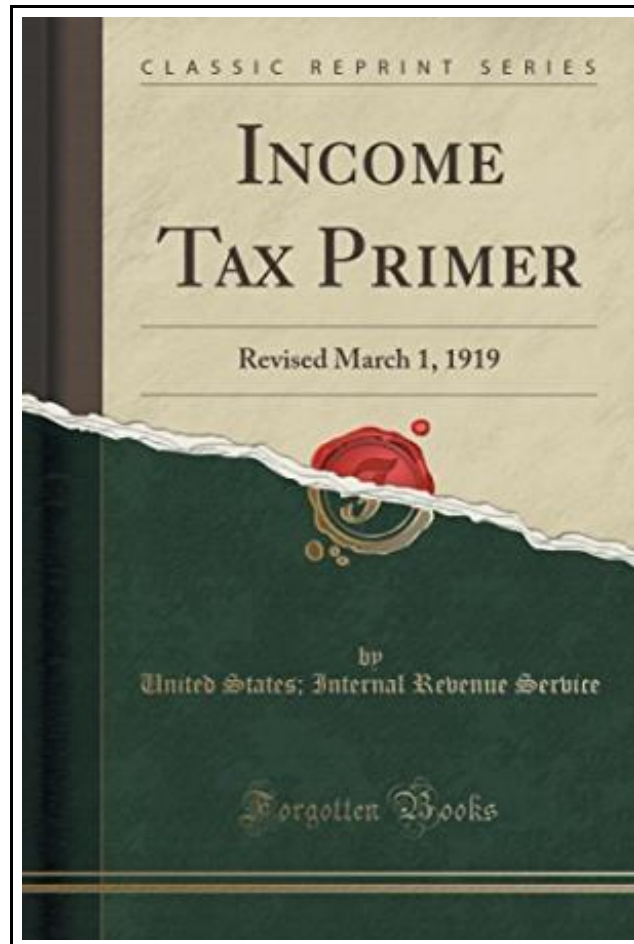 CLASSIC REPRINT SERIES
INCOME
TAX PRIMER
Revised March 1, 1919
by
United States; Internal Revenue Service
Forgotten Books